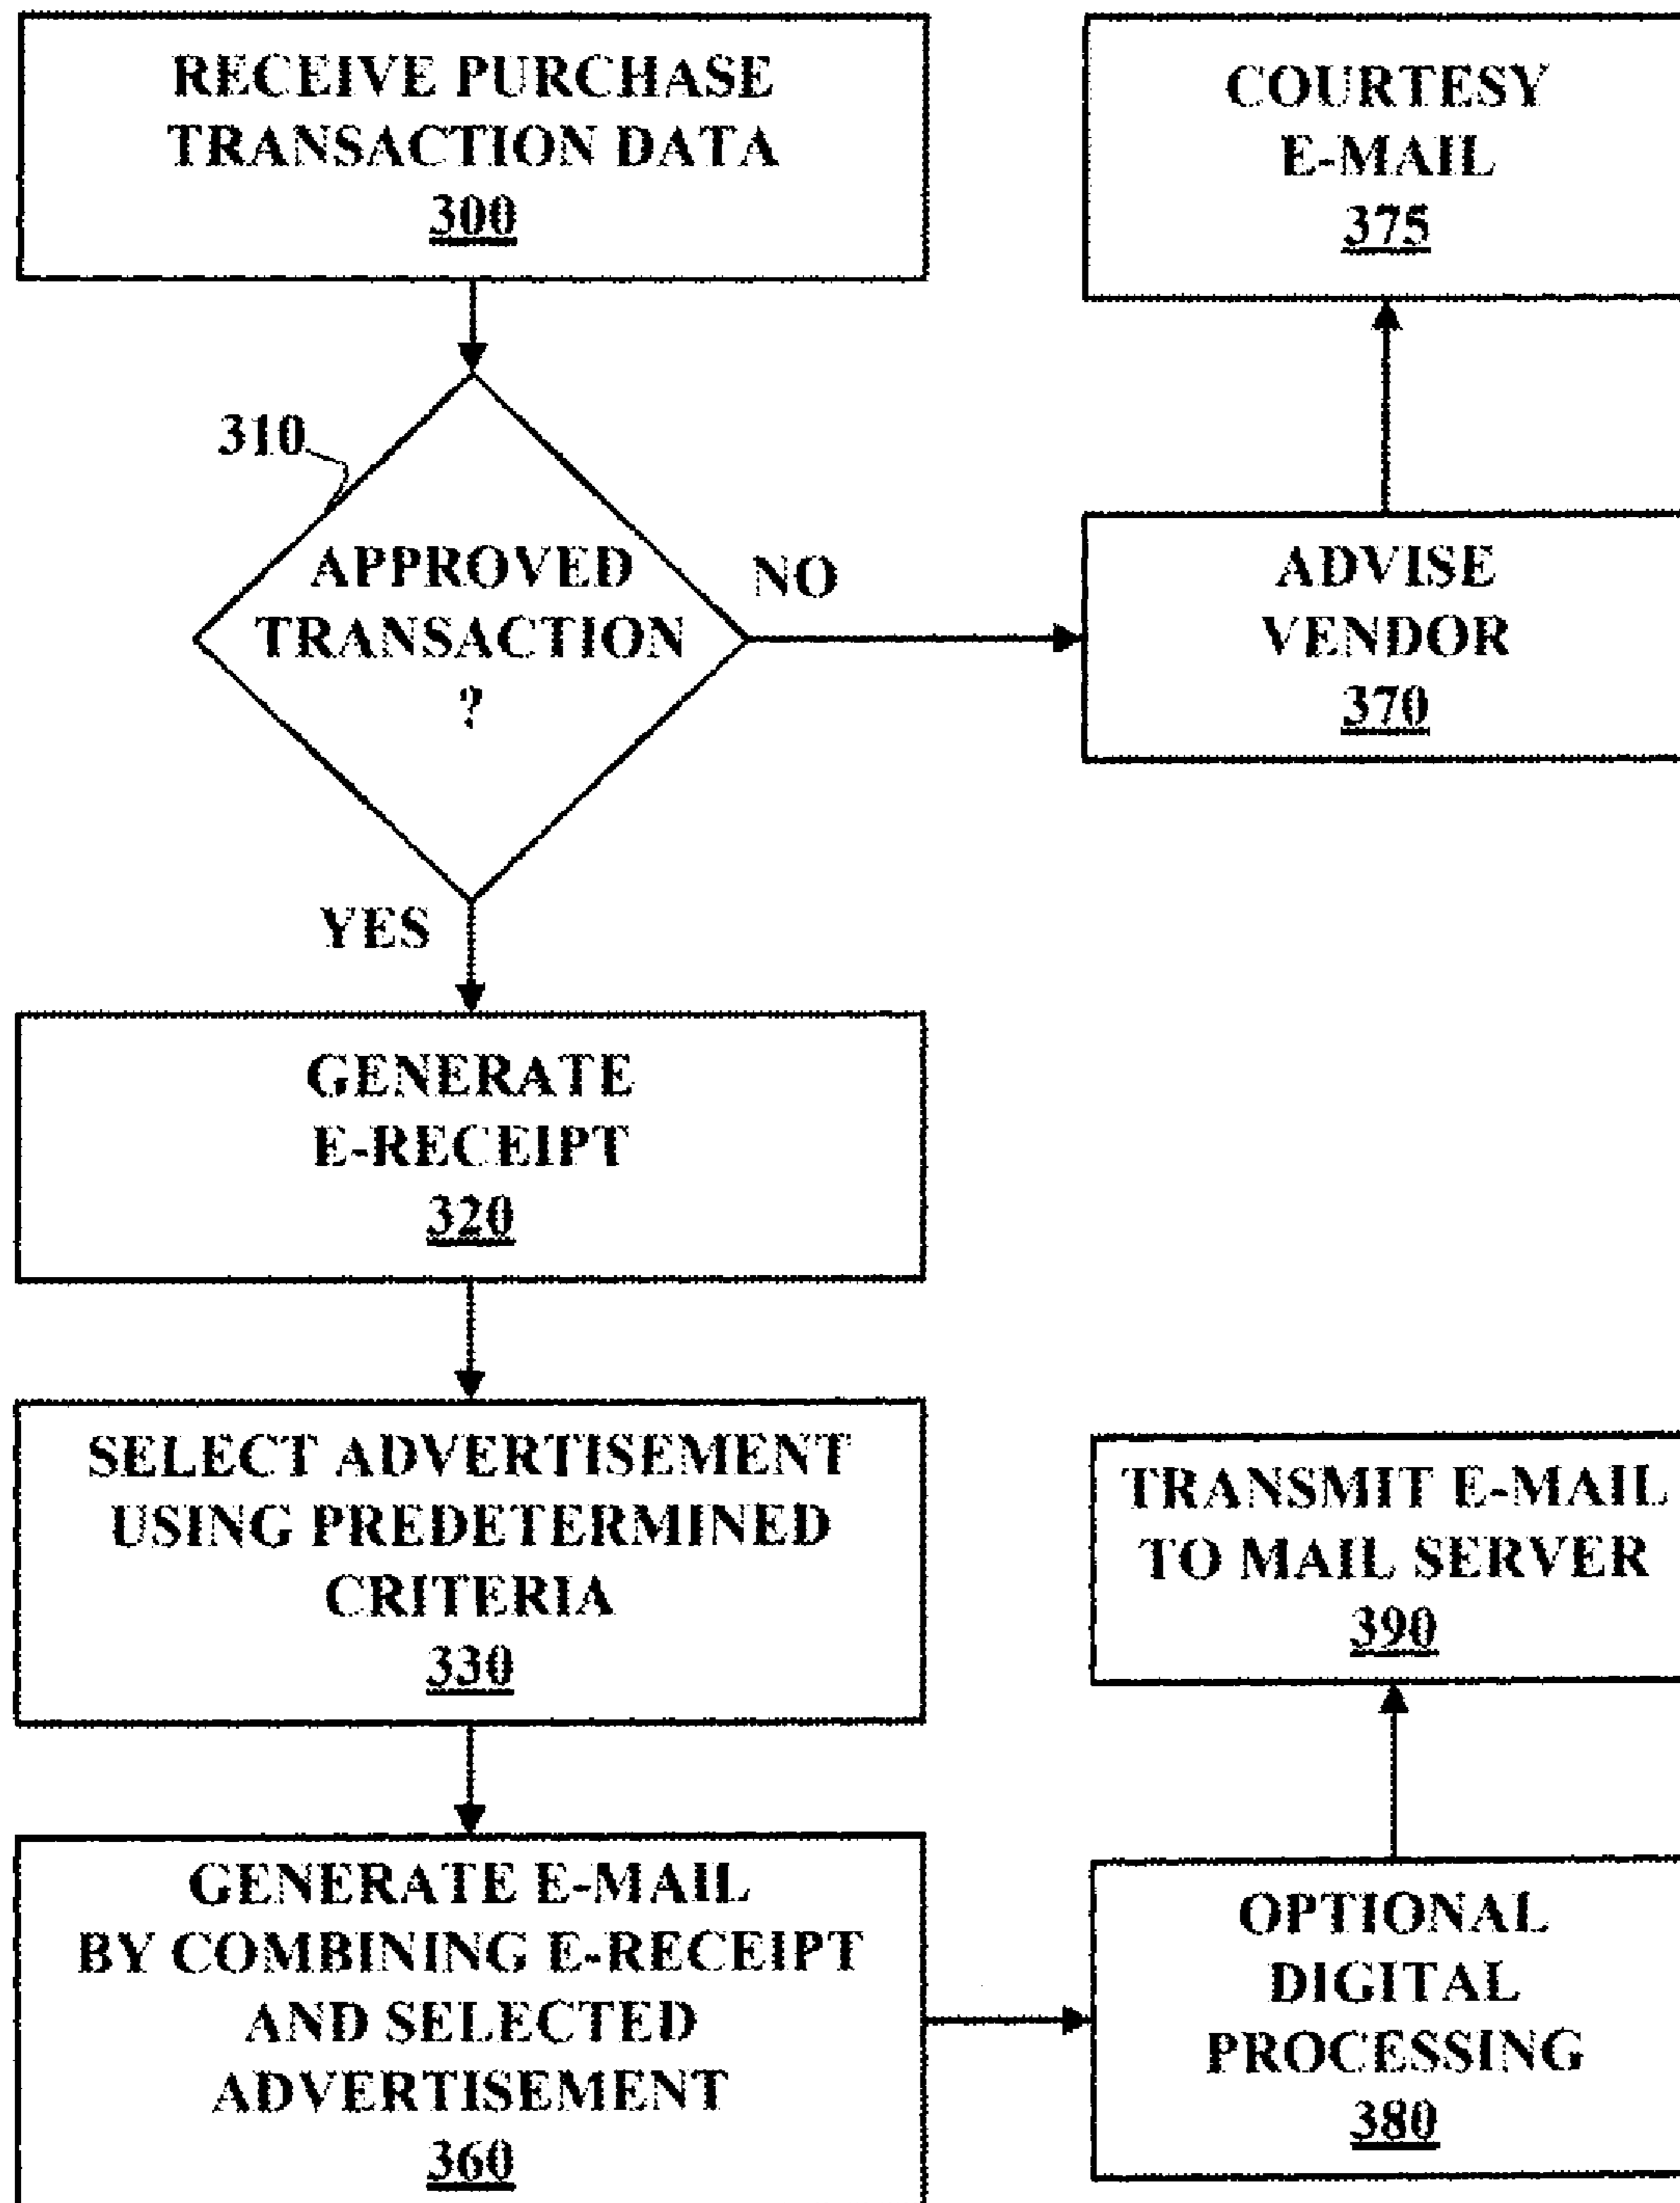 RECEIVE PURCHASE
TRANSACTION DATA
300
310
APPROVED
TRANSACTION
?
NO
YES
ADVISE
VENDOR
370
COURTESY
E-MAIL
375
GENERATE
E-RECEIPT
320
SELECT ADVERTISEMENT
USING PREDETERMINED
CRITERIA
330
GENERATE E-MAIL
BY COMBINING E-RECEIPT
AND SELECTED
ADVERTISEMENT
360
OPTIONAL
DIGITAL
PROCESSING
380
TRANSMIT E-MAIL
TO MAIL SERVER
390